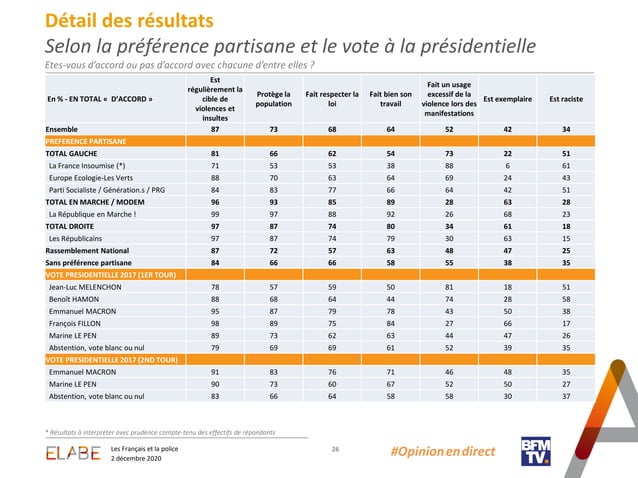 Détail des résultats
Selon la préférence partisane et le vote à la présidentielle
Etes-vous d'accord ou pas d'accord avec chacune d'entre elles ?
En % - EN TOTAL « D'ACCORD » Est régulièrement la cible de violences et insultes Protège la population Fait respecter la loi Fait bien son travail Fait un usage excessif de la violence lors des manifestations Est exemplaire Est raciste
Ensemble 87 73 68 64 52 42 34
PREFERENCE PARTISANE
TOTAL GAUCHE 81 66 62 54 73 22 51
La France Insoumise (*) 71 53 53 38 88 6 61
Europe Ecologie-Les Verts 88 70 63 64 69 24 43
Parti Socialiste / Génération.s / PRG 84 83 77 66 64 42 51
TOTAL EN MARCHE / MODEM 96 93 85 89 28 63 28
La République en Marche ! 99 97 88 92 26 68 23
TOTAL DROITE 97 87 74 80 34 61 18
Les Républicains 97 87 74 79 30 63 15
Rassemblement National 87 72 57 63 48 47 25
Sans préférence partisane 84 66 66 58 55 38 35
VOTE PRESIDENTIELLE 2017 (1ER TOUR)
Jean-Luc MELENCHON 78 57 59 50 81 18 51
Benoît HAMON 88 68 64 44 74 28 58
Emmanuel MACRON 95 87 79 78 43 50 38
François FILLON 98 89 75 84 27 66 17
Marine LE PEN 89 73 62 63 44 47 26
Abstention, vote blanc ou nul 79 69 69 61 52 39 35
VOTE PRESIDENTIELLE 2017 (2ND TOUR)
Emmanuel MACRON 91 83 76 71 46 48 35
Marine LE PEN 90 73 60 67 52 50 27
Abstention, vote blanc ou nul 83 66 64 58 58 30 37
* Résultats à interpréter avec prudence compte-tenu des effectifs de répondants
ELABE
Les Français et la police
2 décembre 2020
26
#Opinion en direct
BFM
TV.